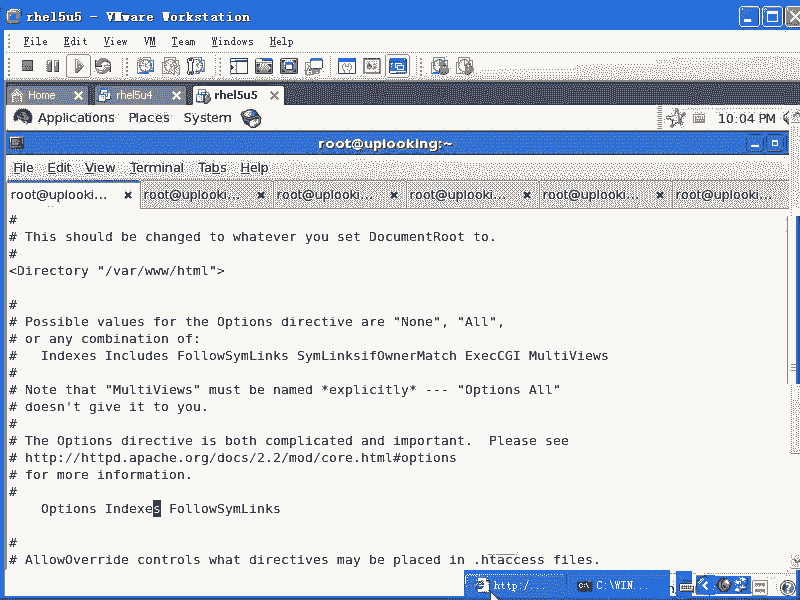 rhel5u5 - VMware Workstation
File Edit View VM Team Windows Help
Home rhel5u4 rhel5u5
Applications Places System 10:04 PM
root@uplooking:~
File Edit View Terminal Tabs Help
root@uplooki... root@uplooki... root@uplooki... root@uplooki... root@uplooki... root@uplooki...
#
# This should be changed to whatever you set DocumentRoot to.
#
<Directory "/var/www/html">
#
# Possible values for the Options directive are "None", "All",
# or any combination of:
#   Indexes Includes FollowSymLinks SymLinksifOwnerMatch ExecCGI MultiViews
#
# Note that "MultiViews" must be named *explicitly* --- "Options All"
# doesn't give it to you.
#
# The Options directive is both complicated and important.  Please see
# http://httpd.apache.org/docs/2.2/mod/core.html#options
# for more information.
#
    Options Indexes FollowSymLinks
#
# AllowOverride controls what directives may be placed in .htaccess files.
http:/... C:\WIN...